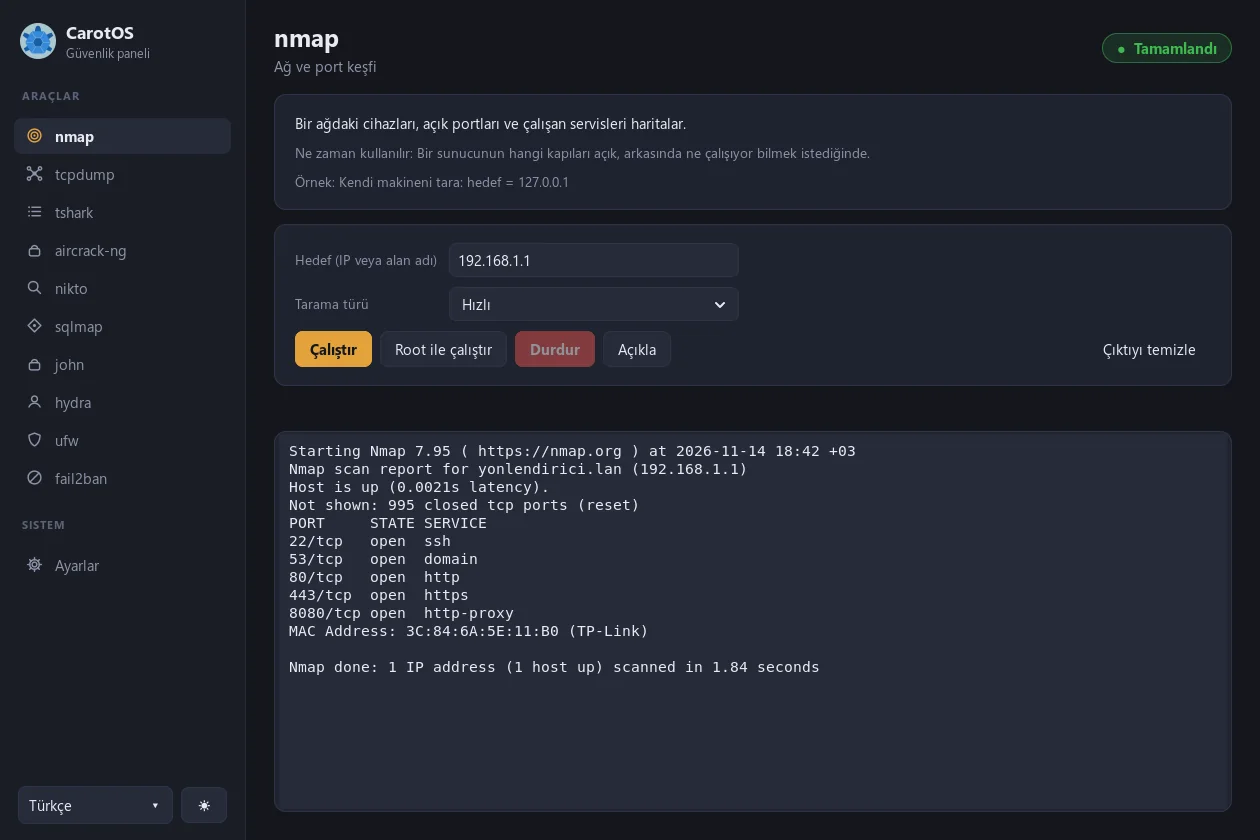 CarotOS
Güvenlik paneli
ARAÇLAR
nmap
tcpdump
tshark
aircrack-ng
nikto
sqlmap
john
hydra
ufw
fail2ban
SISTEM
Ayarlar
Türkçe
nmap
Ağ ve port keşfi
Tamamlandı
Bir ağdaki cihazları, açık portları ve çalışan servisleri haritalar.
Ne zaman kullanılır: Bir sunucunun hangi kapıları açık, arkasında ne çalışıyor bilmek istediğinde.
Örnek: Kendi makineni tara: hedef = 127.0.0.1
Hedef (IP veya alan adı) 192.168.1.1
Tarama türü Hızlı
Çalıştır Root ile çalıştır Durdur Açıkla Çıktıyı temizle
Starting Nmap 7.95 ( https://nmap.org ) at 2026-11-14 18:42 +03
Nmap scan report for yonlendirici.lan (192.168.1.1)
Host is up (0.0021s latency).
Not shown: 995 closed tcp ports (reset)
PORT     STATE SERVICE
22/tcp   open  ssh
53/tcp   open  domain
80/tcp   open  http
443/tcp  open  https
8080/tcp open  http-proxy
MAC Address: 3C:84:6A:5E:11:B0 (TP-Link)
Nmap done: 1 IP address (1 host up) scanned in 1.84 seconds